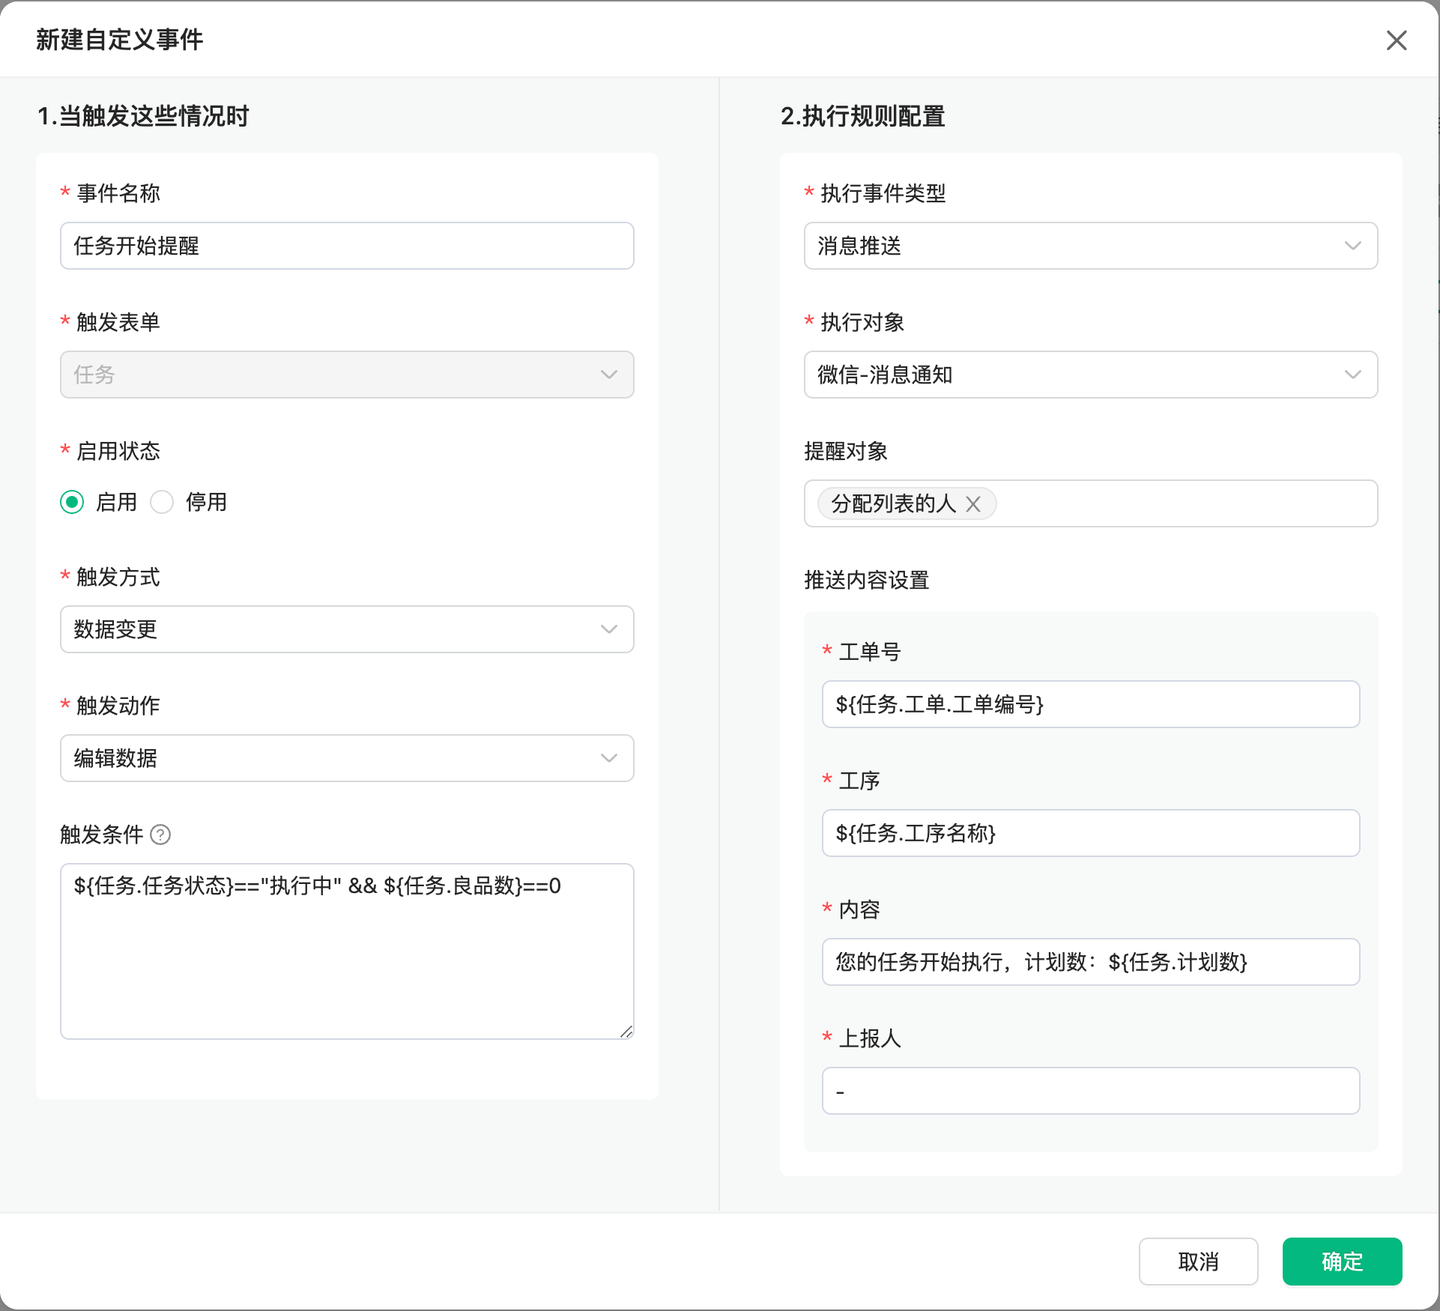 新建自定义事件
1.当触发这些情况时
* 事件名称
任务开始提醒
* 触发表单
任务
* 启用状态
启用 停用
* 触发方式
数据变更
* 触发动作
编辑数据
触发条件 ?
${任务.任务状态}=="执行中" && ${任务.良品数}==0
2.执行规则配置
* 执行事件类型
消息推送
* 执行对象
微信-消息通知
提醒对象
分配列表的人
推送内容设置
* 工单号
${任务.工单.工单编号}
* 工序
${任务.工序名称}
* 内容
您的任务开始执行，计划数：${任务.计划数}
* 上报人
-
取消 确定